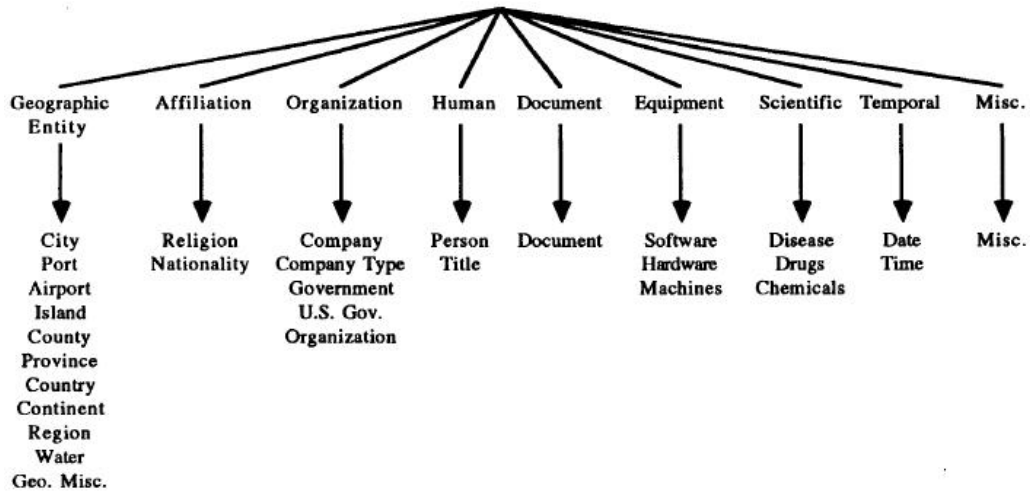 Geographic Entity
Affiliation
Organization
Human
Document
Equipment
Scientific
Temporal
Misc.
City
Port
Airport
Island
County
Province
Country
Continent
Region
Water
Geo. Misc.
Religion
Nationality
Company
Company Type
Government
U.S. Gov.
Organization
Person
Title
Document
Software
Hardware
Machines
Disease
Drugs
Chemicals
Date
Time
Misc.